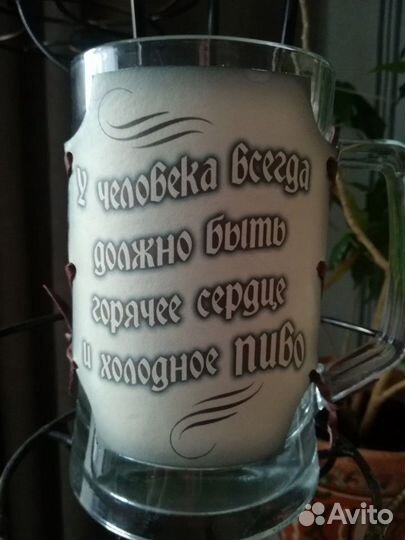 У человека всегда
должно быть
горячее сердце
и холодное пиво
Avito